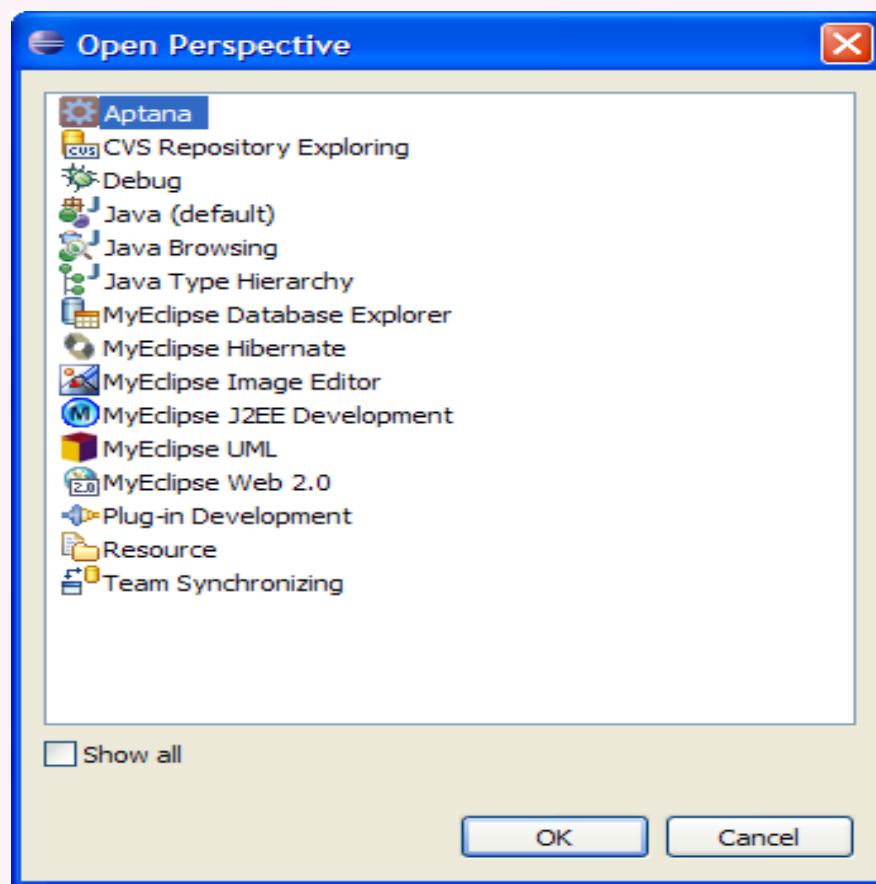 Open Perspective
Aptana
CVS Repository Exploring
Debug
Java (default)
Java Browsing
Java Type Hierarchy
MyEclipse Database Explorer
MyEclipse Hibernate
MyEclipse Image Editor
MyEclipse J2EE Development
MyEclipse UML
MyEclipse Web 2.0
Plug-in Development
Resource
Team Synchronizing
Show all
OK Cancel